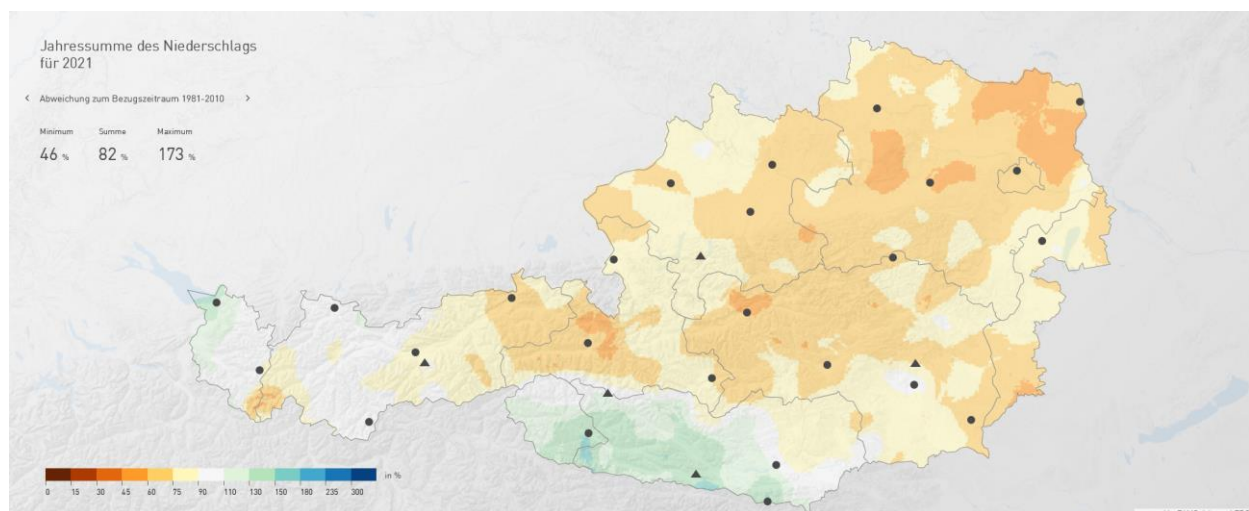 Jahressumme des Niederschlags
für 2021
‹ Abweichung zum Bezugszeitraum 1981-2010 ›
Minimum Summe Maximum
46 % 82 % 173 %
in %
0 15 30 45 60 75 90 110 130 150 180 235 300